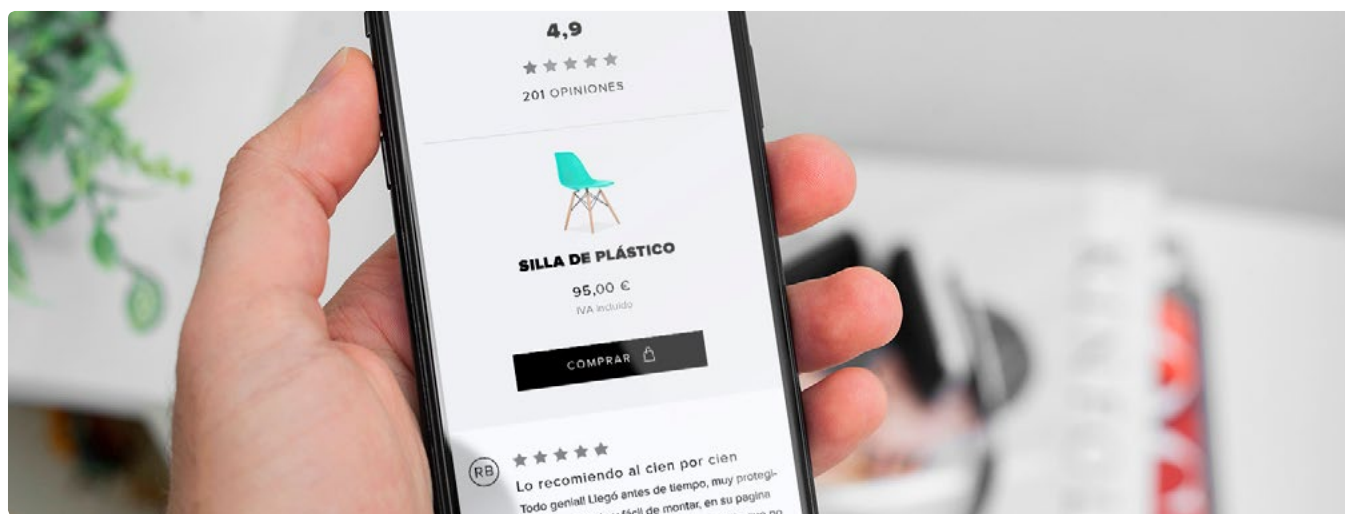 4,9
201 OPINIONES
SILLA DE PLÁSTICO
95,00 €
IVA incluido
COMPRAR
RB
Lo recomiendo al cien por cien
Todo genial! Llegó antes de tiempo, muy protegi-
fácil de montar, en su pagina